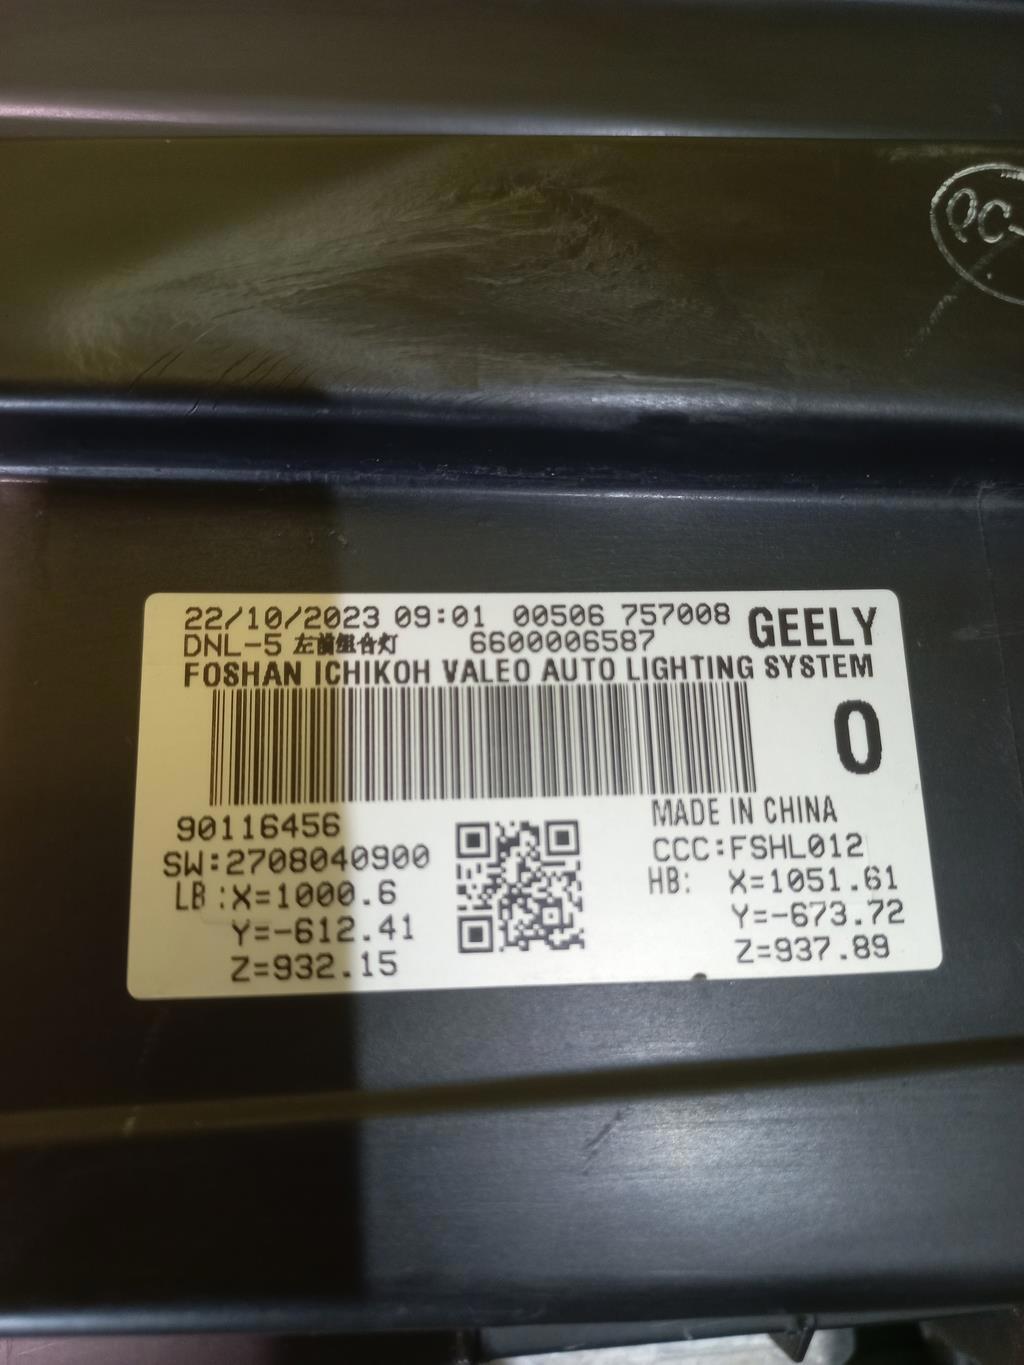 QC-
22/10/2023 09:01 00506 757008
GEELY
DNL-5 左前组合灯 6600006587
FOSHAN ICHIKOH VALEO AUTO LIGHTING SYSTEM
0
90116456
MADE IN CHINA
SW:2708040900
CCC:FSHL012
LB :X=1000.6
HB: X=1051.61
Y=-612.41
Y=-673.72
Z=932.15
Z=937.89